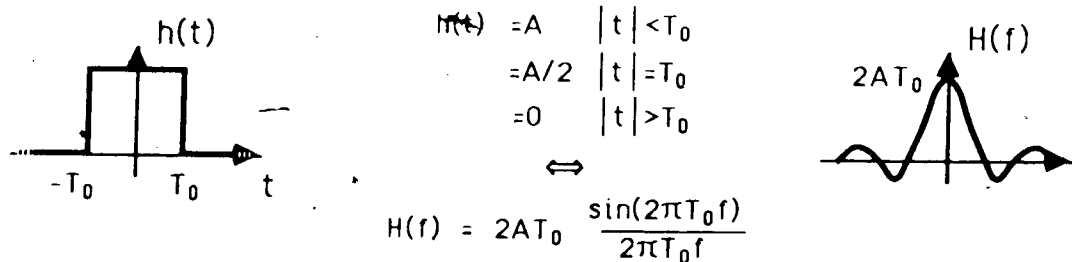 h(t)
-T₀ T₀ t
h(t) =A |t|<T₀
=A/2 |t|=T₀
=0 |t|>T₀
⇔
H(f) = 2AT₀ sin(2πT₀f)/2πT₀f
H(f)
2AT₀